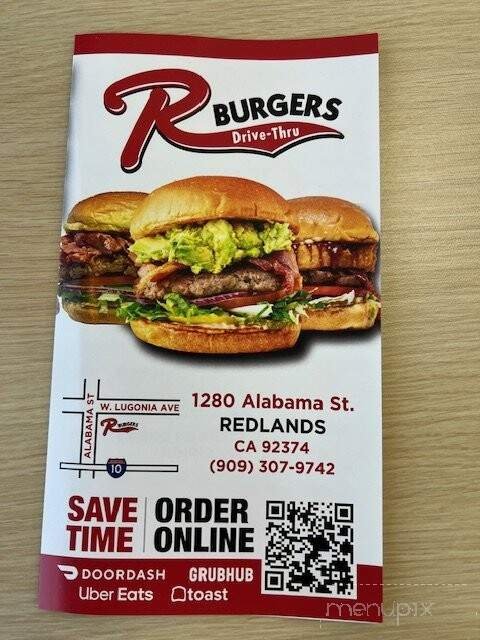 R BURGERS
Drive-Thru
ALABAMA ST
W. LUGONIA AVE
R BURGERS
10
1280 Alabama St.
REDLANDS
CA 92374
(909) 307-9742
SAVE TIME
ORDER ONLINE
DOORDASH
GRUBHUB
Uber Eats
toast
menupix